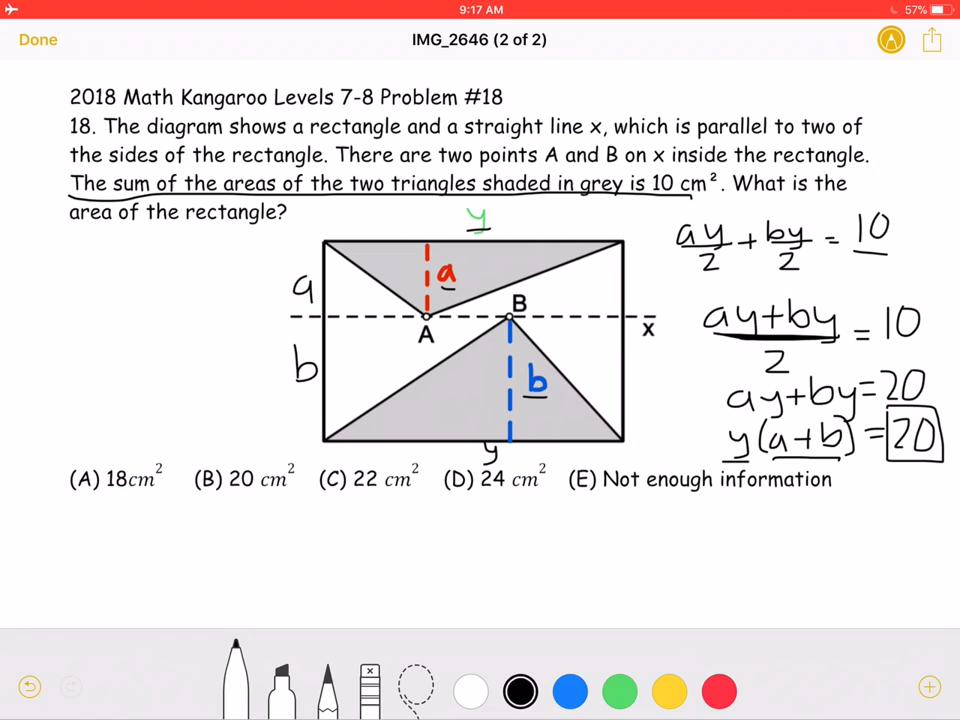 9:17 AM
57%
Done
IMG_2646 (2 of 2)
2018 Math Kangaroo Levels 7-8 Problem #18
18. The diagram shows a rectangle and a straight line x, which is parallel to two of
the sides of the rectangle. There are two points A and B on x inside the rectangle.
The sum of the areas of the two triangles shaded in grey is 10 cm². What is the
area of the rectangle?
y
a
a
B
A
x
b
b
y
ay/2 + by/2 = 10
ay+by/2 = 10
ay+by=20
y(a+b)=20
(A) 18cm² (B) 20 cm² (C) 22 cm² (D) 24 cm² (E) Not enough information